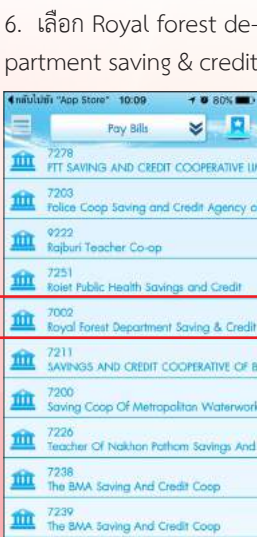 6. เลือก Royal forest de-
partment saving & credit
กลับไปยัง "App Store" 10:09 80%
Pay Bills
7278
PTT SAVING AND CREDIT COOPERATIVE LI
7203
Police Coop Saving and Credit Agency o
9222
Rajburi Teacher Co-op
7251
Roiet Public Health Savings and Credit
7002
Royal Forest Department Saving & Credit
7211
SAVINGS AND CREDIT COOPERATIVE OF
7200
Saving Coop Of Metropolitan Waterwork
7226
Teacher Of Nakhon Pathom Savings And
7238
The BMA Saving And Credit Coop
7239
The BMA Saving And Credit Coop